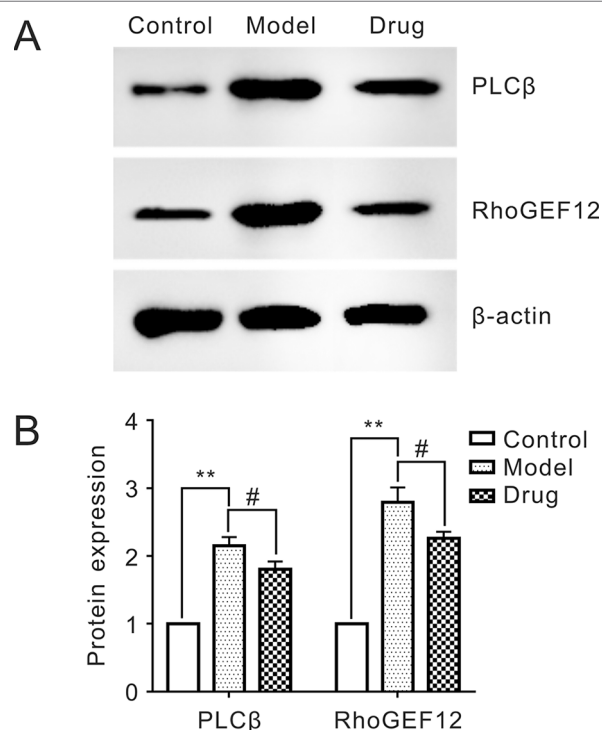 A
Control Model Drug
PLCβ
RhoGEF12
β-actin
B
Protein expression
4
3
2
1
0
**
#
**
#
Control
Model
Drug
PLCβ RhoGEF12